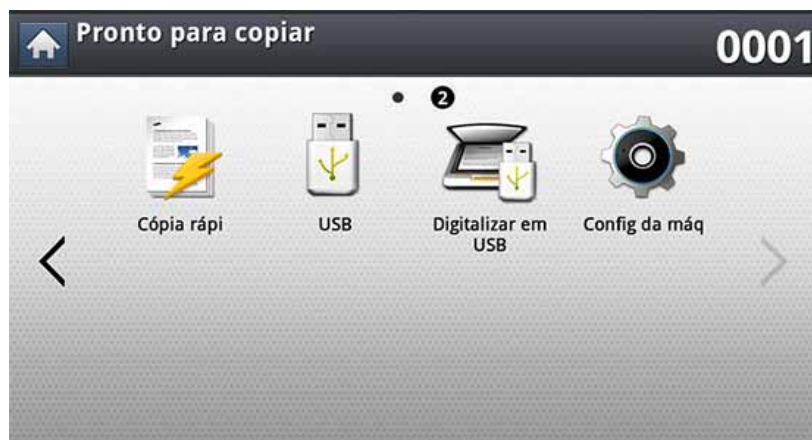 Pronto para copiar
0001
2
Cópia rápi
USB
Digitalizar em
USB
Config da máq